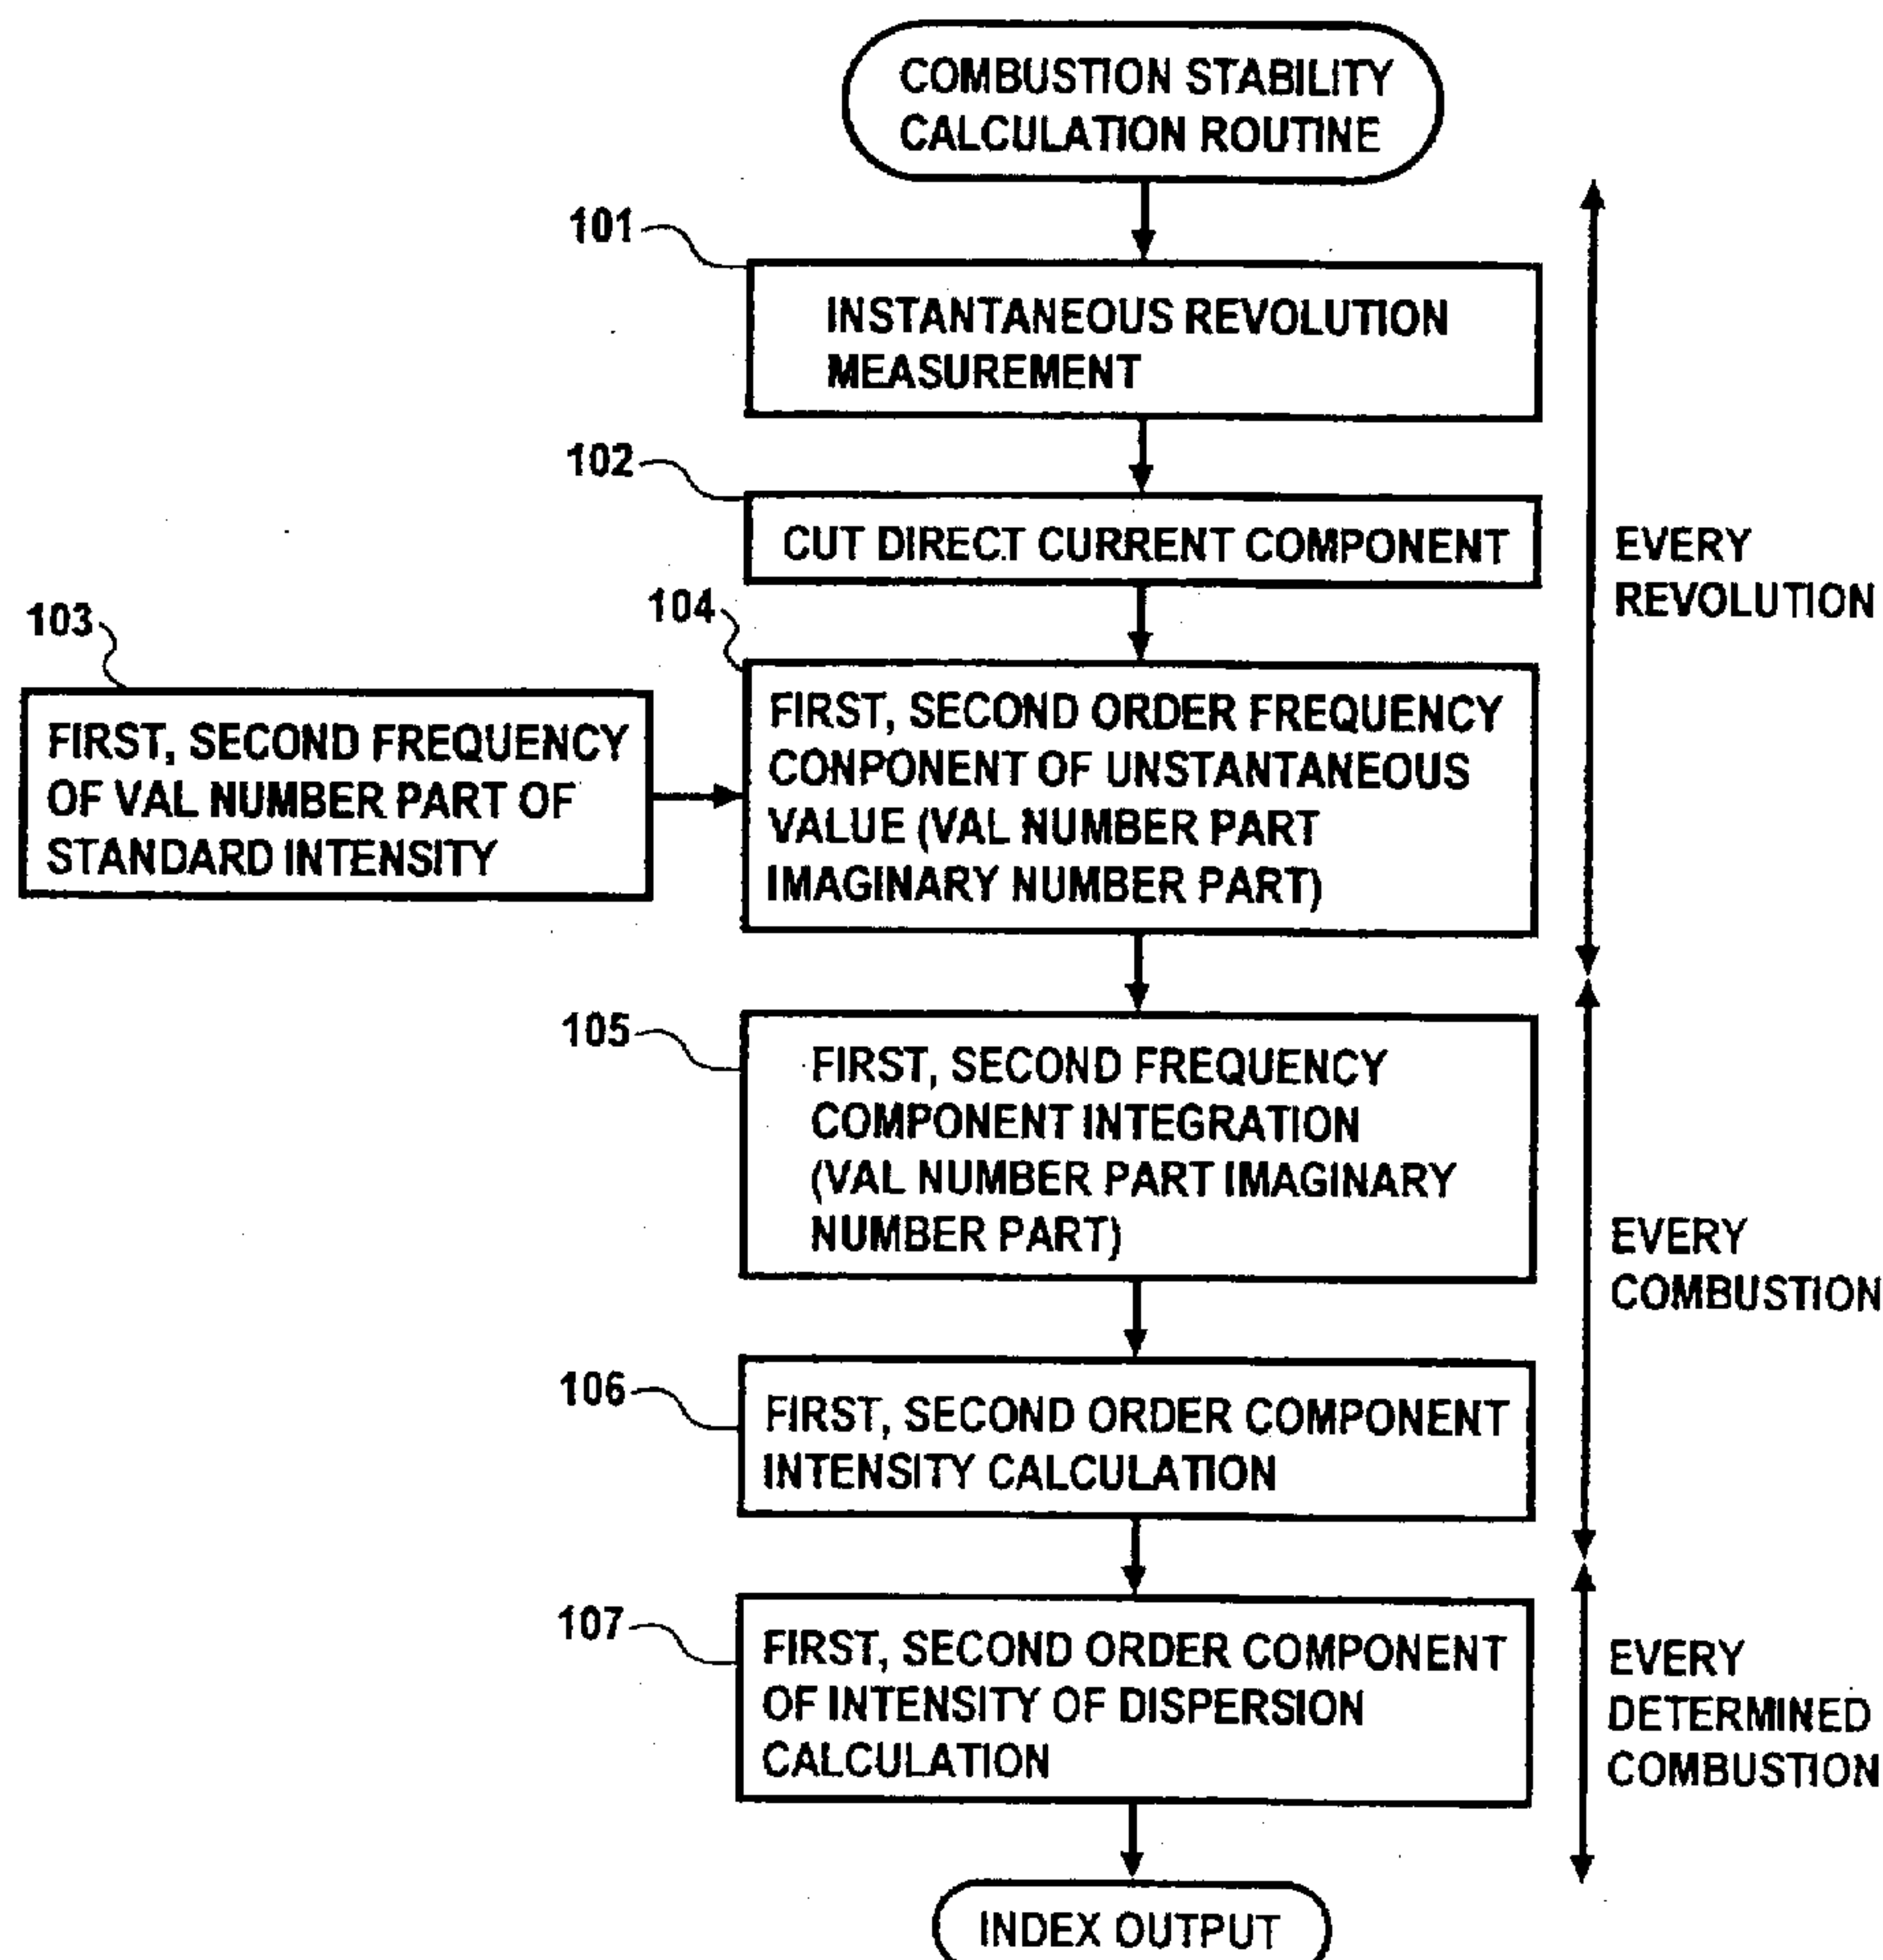 COMBUSTION STABILITY
CALCULATION ROUTINE
101
INSTANTANEOUS REVOLUTION
MEASUREMENT
102
CUT DIRECT CURRENT COMPONENT
EVERY
REVOLUTION
103
FIRST, SECOND FREQUENCY
OF VAL NUMBER PART OF
STANDARD INTENSITY
104
FIRST, SECOND ORDER FREQUENCY
CONPONENT OF UNSTANTANEOUS
VALUE (VAL NUMBER PART
IMAGINARY NUMBER PART)
105
FIRST, SECOND FREQUENCY
COMPONENT INTEGRATION
(VAL NUMBER PART IMAGINARY
NUMBER PART)
EVERY
COMBUSTION
106
FIRST, SECOND ORDER COMPONENT
INTENSITY CALCULATION
107
FIRST, SECOND ORDER COMPONENT
OF INTENSITY OF DISPERSION
CALCULATION
EVERY
DETERMINED
COMBUSTION
INDEX OUTPUT